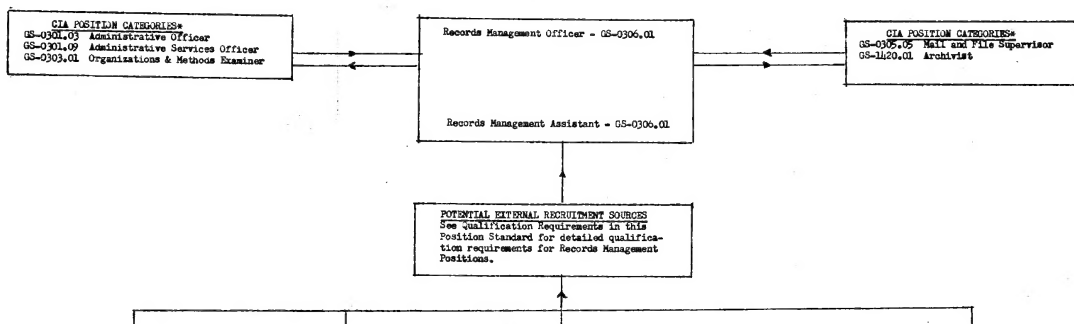 CIA POSITION CATEGORIES*
GS-0301.03 Administrative Officer
GS-0301.09 Administrative Services Officer
GS-0303.01 Organizations & Methods Examiner
Records Management Officer - GS-0306.01
Records Management Assistant - GS-0306.01
CIA POSITION CATEGORIES*
GS-0305.05 Mail and File Supervisor
GS-1420.01 Archivist
POTENTIAL EXTERNAL RECRUITMENT SOURCES
See Qualification Requirements in this
Position Standard for detailed qualifica-
tion requirements for Records Management
Positions.